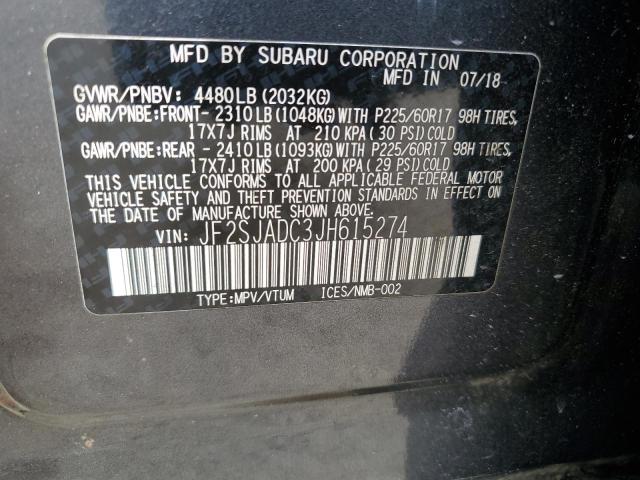 MFD BY SUBARU CORPORATION
MFD IN 07/18
GVWR/PNBV: 4480LB(2032KG)
GAWR/PNBE:FRONT- 2310LB(1048KG)WITH P225/60R17 98H TIRES,
17X7J RIMS AT 210 KPA(30 PSI)COLD
GAWR/PNBE:REAR - 2410LB(1093KG)WITH P225/60R17 98H TIRES,
17X7J RIMS AT 200 KPA(29 PSI)COLD
THIS VEHICLE CONFORMS TO ALL APPLICABLE FEDERAL MOTOR
VEHICLE SAFETY AND THEFT PREVENTION STANDARDS IN EFFECT ON
THE DATE OF MANUFACTURE SHOWN ABOVE.
VIN: JF2SJADC3JH615274
TYPE:MPV/VTUM ICES/NMB-002